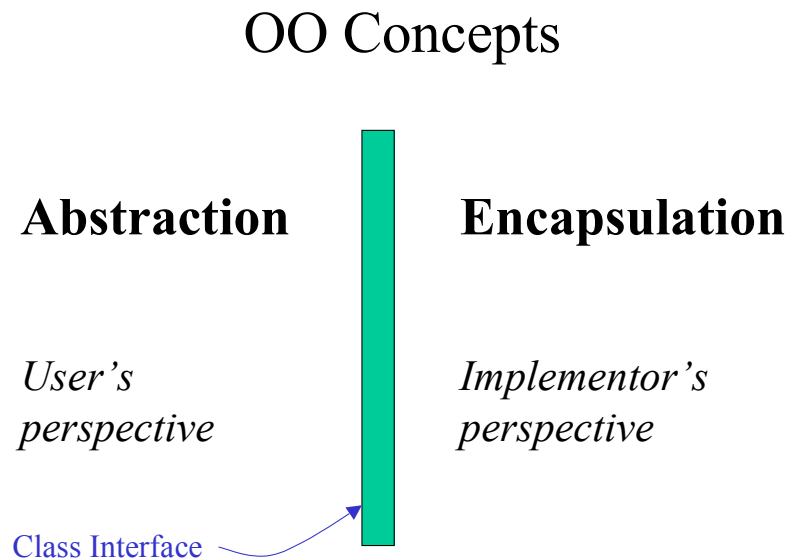 OO Concepts
Abstraction
Encapsulation
User’s
perspective
Implementor’s
perspective
Class Interface